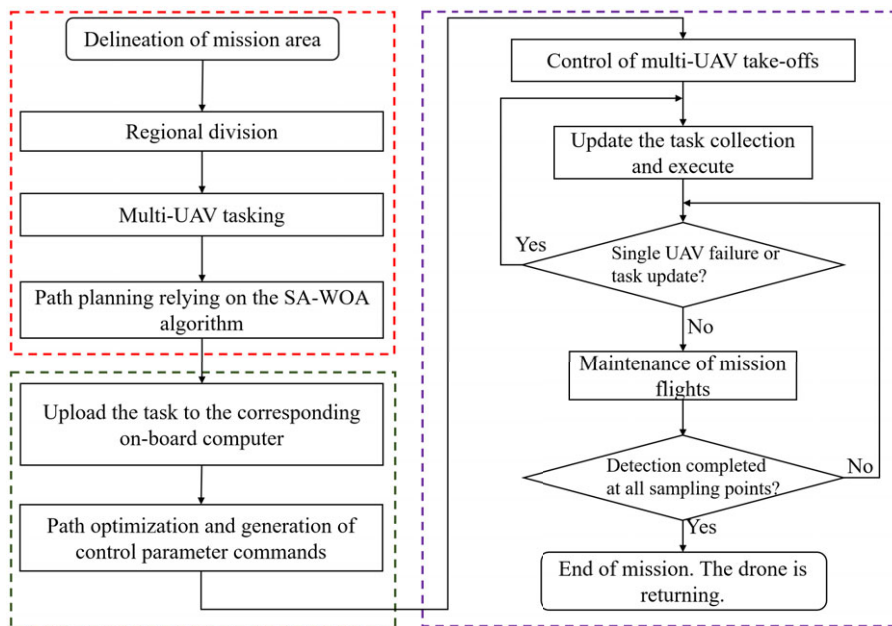 Delineation of mission area
Regional division
Multi-UAV tasking
Path planning relying on the SA-WOA
algorithm
Upload the task to the corresponding
on-board computer
Path optimization and generation of
control parameter commands
Control of multi-UAV take-offs
Update the task collection
and execute
Yes
Single UAV failure or
task update?
No
Maintenance of mission
flights
Detection completed
at all sampling points?
No
Yes
End of mission. The drone is
returning.